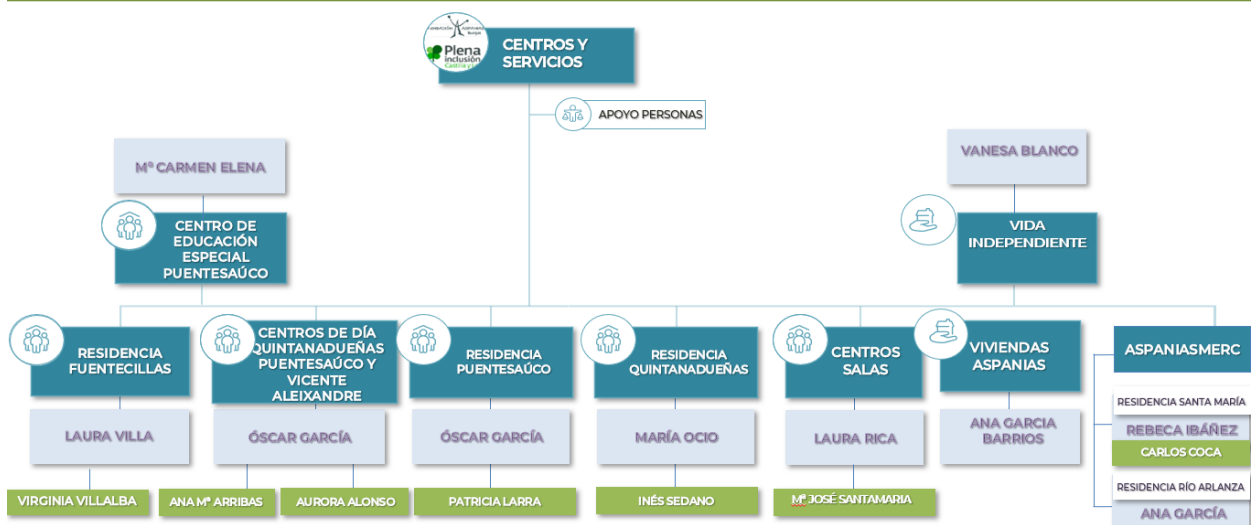 FUNDACIÓN ASPANIAS
Burgos
Plena
inclusión
CENTROS Y
SERVICIOS
APOYO PERSONAS
Mª CARMEN ELENA
VANESA BLANCO
CENTRO DE
EDUCACIÓN
ESPECIAL
PUENTESAÚCO
VIDA
INDEPENDIENTE
RESIDENCIA
FUENTECILLAS
CENTROS DE DÍA
QUINTANADUEÑAS
PUENTESAÚCO Y
VICENTE
ALEIXANDRE
RESIDENCIA
PUENTESAÚCO
RESIDENCIA
QUINTANADUEÑAS
CENTROS
SALAS
VIVIENDAS
ASPANIAS
ASPANIASMERC
LAURA VILLA
ÓSCAR GARCÍA
ÓSCAR GARCÍA
MARÍA OCIO
LAURA RICA
ANA GARCIA
BARRIOS
RESIDENCIA SANTA MARÍA
REBECA IBÁÑEZ
CARLOS COCA
RESIDENCIA RÍO ARLANZA
ANA GARCÍA
VIRGINIA VILLALBA
ANA Mª ARRIBAS
AURORA ALONSO
PATRICIA LARRA
INÉS SEDANO
Mª JOSÉ SANTAMARIA